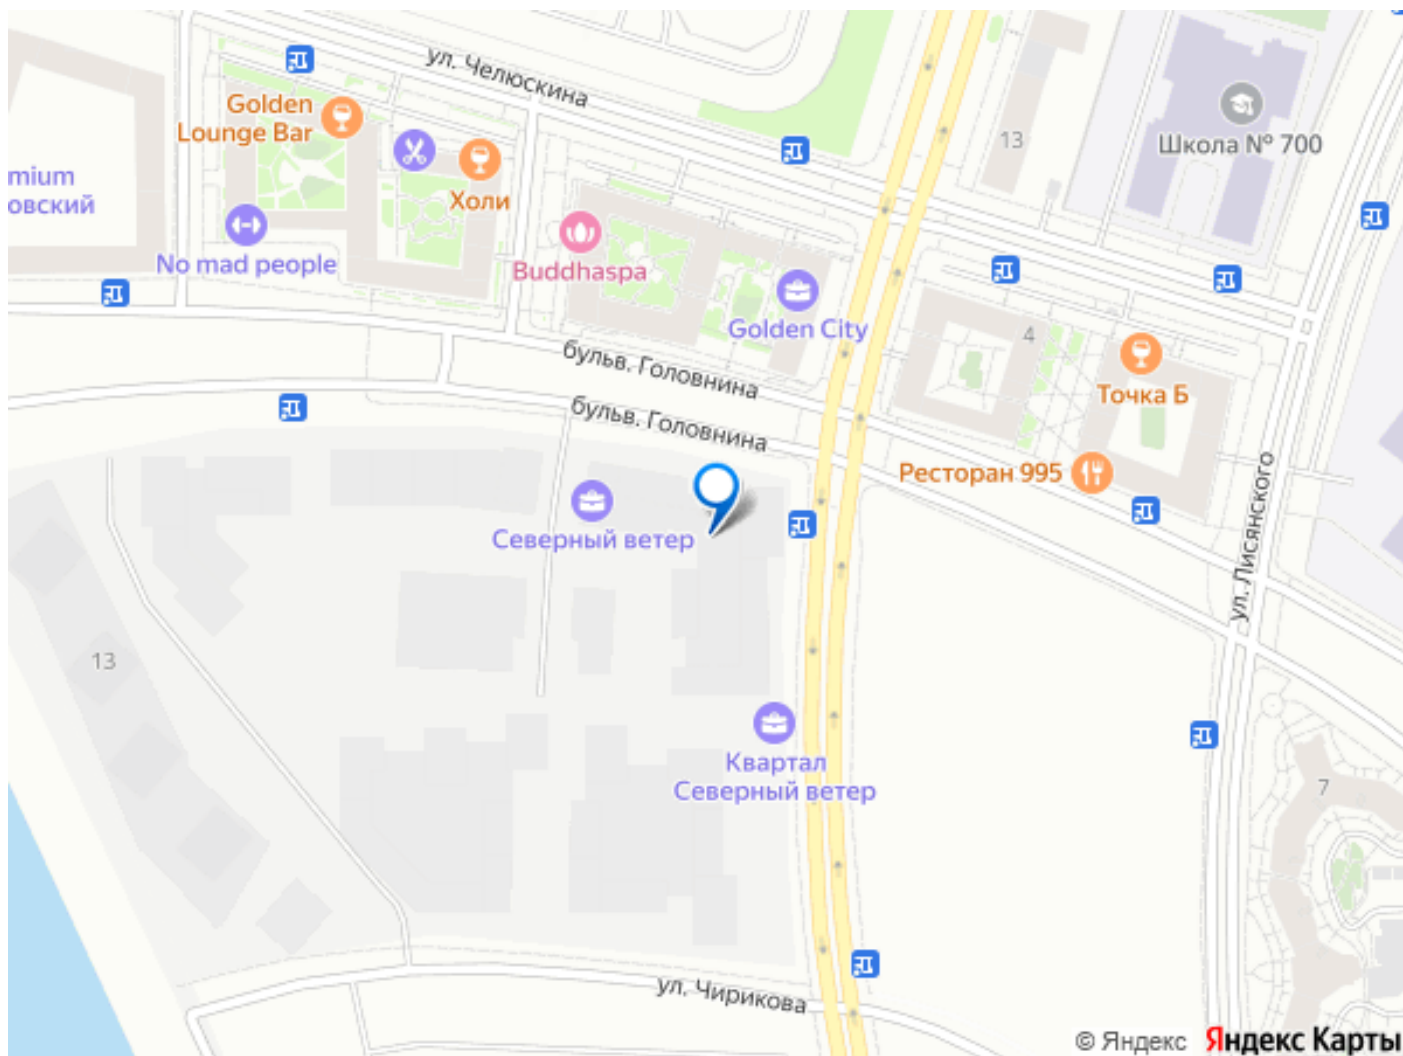 ул. Челюскина
Golden
Lounge Bar
13
Школа № 700
mium
овский
Холи
No mad people
Buddhaspa
Golden City
4
Точка Б
бульв. Головнина
бульв. Головнина
Ресторан 995
ул. Лисянского
Северный ветер
13
Квартал
Северный ветер
7
ул. Чирикова
© Яндекс Яндекс Карты